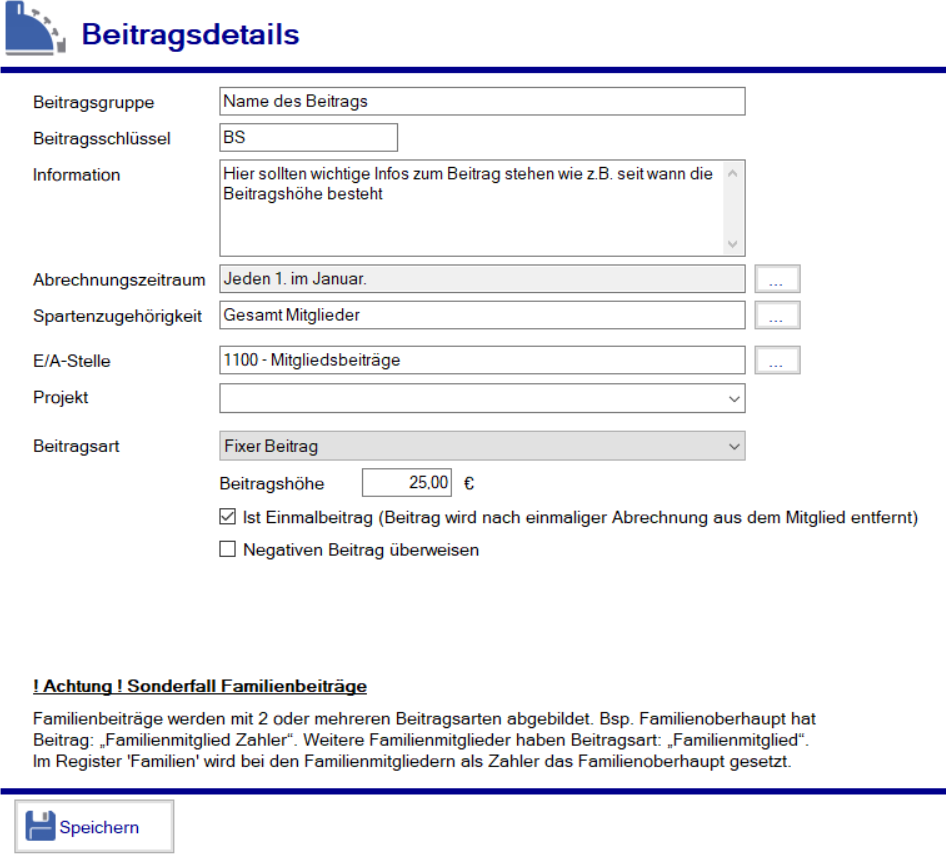 Beitragsdetails
Beitragsgruppe Name des Beitrags
Beitragsschlüssel BS
Information Hier sollten wichtige Infos zum Beitrag stehen wie z.B. seit wann die
Beitragshöhe besteht
Abrechnungszeitraum Jeden 1. im Januar. ...
Spartenzugehörigkeit Gesamt Mitglieder ...
E/A-Stelle 1100 - Mitgliedsbeiträge ...
Projekt
Beitragsart Fixer Beitrag
Beitragshöhe 25,00 €
Ist Einmalbeitrag (Beitrag wird nach einmaliger Abrechnung aus dem Mitglied entfernt)
Negativen Beitrag überweisen
! Achtung ! Sonderfall Familienbeiträge
Familienbeiträge werden mit 2 oder mehreren Beitragsarten abgebildet. Bsp. Familienoberhaupt hat
Beitrag: „Familienmitglied Zahler“. Weitere Familienmitglieder haben Beitragsart: „Familienmitglied“.
Im Register 'Familien' wird bei den Familienmitgliedern als Zahler das Familienoberhaupt gesetzt.
Speichern